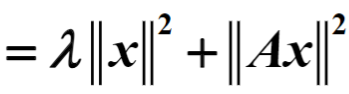 = λ‖x‖² + ‖Ax‖²